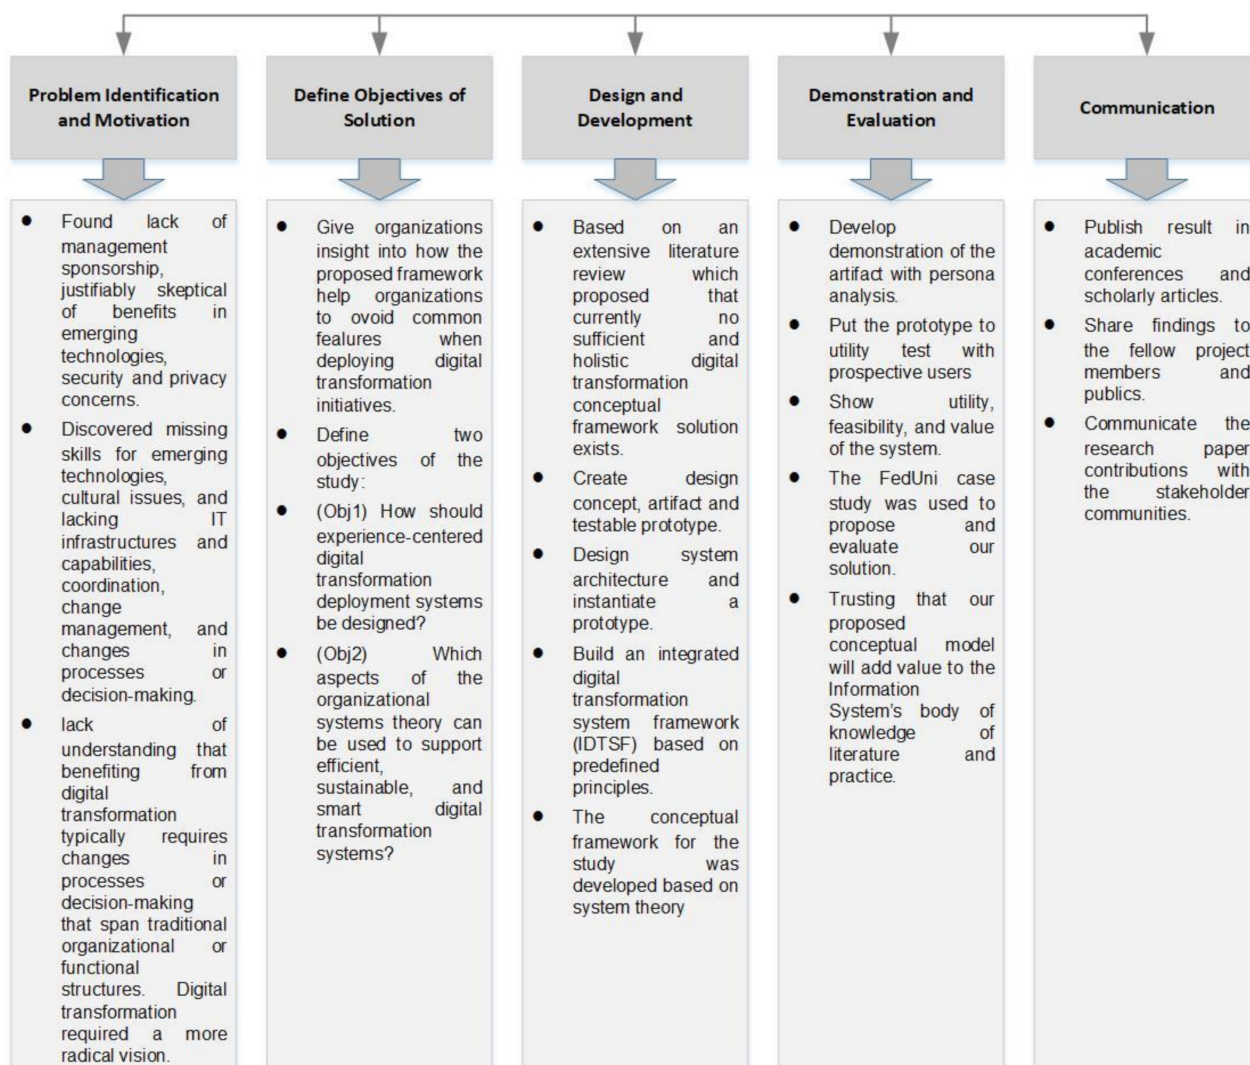 Problem Identification
and Motivation
Define Objectives of
Solution
Design and
Development
Demonstration and
Evaluation
Communication
● Found lack of
management
sponsorship,
justifiably skeptical
of benefits in
emerging
technologies,
security and privacy
concerns.
● Discovered missing
skills for emerging
technologies,
cultural issues, and
lacking IT
infrastructures and
capabilities,
coordination,
change
management, and
changes in
processes or
decision-making.
● lack of
understanding that
benefiting from
digital
transformation
typically requires
changes in
processes or
decision-making
that span traditional
organizational or
functional
structures. Digital
transformation
required a more
radical vision.
● Give organizations
insight into how the
proposed framework
help organizations
to ovoid common
features when
deploying digital
transformation
initiatives.
● Define two
objectives of the
study:
● (Obj1) How should
experience-centered
digital
transformation
deployment systems
be designed?
● (Obj2) Which
aspects of the
organizational
systems theory can
be used to support
efficient,
sustainable, and
smart digital
transformation
systems?
● Based on an
extensive literature
review which
proposed that
currently no
sufficient and
holistic digital
transformation
conceptual
framework solution
exists.
● Create design
concept, artifact and
testable prototype.
● Design system
architecture and
instantiate a
prototype.
● Build an integrated
digital
transformation
system framework
(IDTSF) based on
predefined
principles.
● The conceptual
framework for the
study was
developed based on
system theory
● Develop
demonstration of the
artifact with persona
analysis.
● Put the prototype to
utility test with
prospective users
● Show utility,
feasibility, and value
of the system.
● The FedUni case
study was used to
propose and
evaluate our
solution.
● Trusting that our
proposed
conceptual model
will add value to the
Information
System’s body of
knowledge of
literature and
practice.
● Publish result in
academic
conferences and
scholarly articles.
● Share findings to
the fellow project
members and
publics.
● Communicate the
research paper
contributions with
the stakeholder
communities.